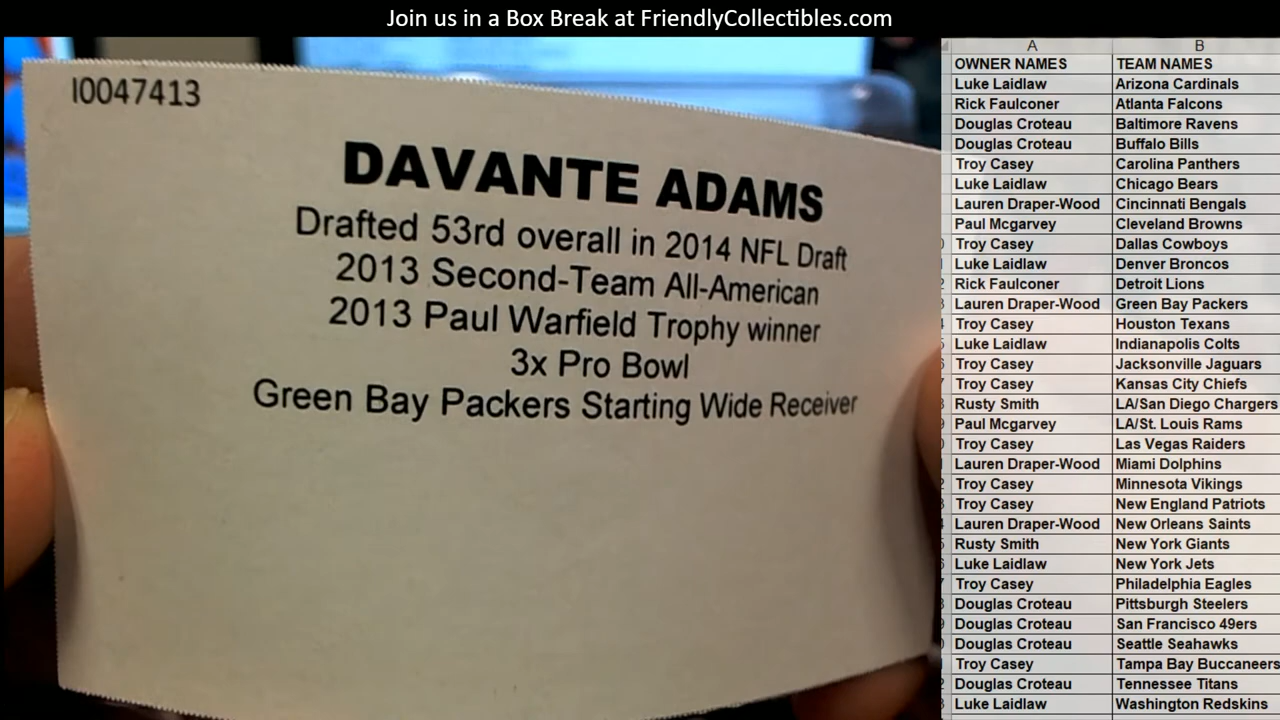 Join us in a Box Break at FriendlyCollectibles.com
I0047413
DAVANTE ADAMS
Drafted 53rd overall in 2014 NFL Draft
2013 Second-Team All-American
2013 Paul Warfield Trophy winner
3x Pro Bowl
Green Bay Packers Starting Wide Receiver
A B
OWNER NAMES TEAM NAMES
Luke Laidlaw Arizona Cardinals
Rick Faulconer Atlanta Falcons
Douglas Croteau Baltimore Ravens
Douglas Croteau Buffalo Bills
Troy Casey Carolina Panthers
Luke Laidlaw Chicago Bears
Lauren Draper-Wood Cincinnati Bengals
Paul Mcgarvey Cleveland Browns
Troy Casey Dallas Cowboys
Luke Laidlaw Denver Broncos
Rick Faulconer Detroit Lions
Lauren Draper-Wood Green Bay Packers
Troy Casey Houston Texans
Luke Laidlaw Indianapolis Colts
Troy Casey Jacksonville Jaguars
Troy Casey Kansas City Chiefs
Rusty Smith LA/San Diego Chargers
Paul Mcgarvey LA/St. Louis Rams
Troy Casey Las Vegas Raiders
Lauren Draper-Wood Miami Dolphins
Troy Casey Minnesota Vikings
Troy Casey New England Patriots
Lauren Draper-Wood New Orleans Saints
Rusty Smith New York Giants
Luke Laidlaw New York Jets
Troy Casey Philadelphia Eagles
Douglas Croteau Pittsburgh Steelers
Douglas Croteau San Francisco 49ers
Douglas Croteau Seattle Seahawks
Troy Casey Tampa Bay Buccaneers
Douglas Croteau Tennessee Titans
Luke Laidlaw Washington Redskins